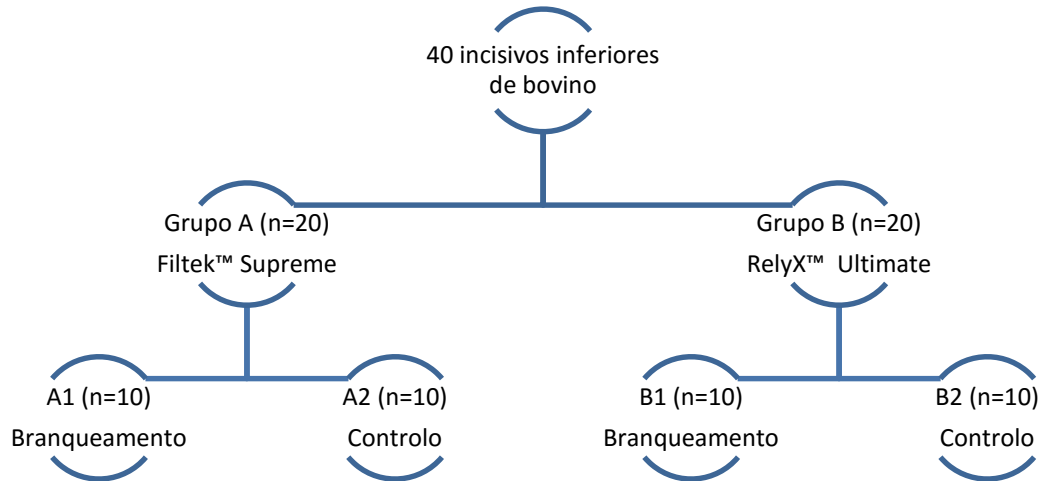 40 incisivos inferiores
de bovino
Grupo A (n=20)
Filtek™ Supreme
Grupo B (n=20)
RelyX™ Ultimate
A1 (n=10)
Branqueamento
A2 (n=10)
Controlo
B1 (n=10)
Branqueamento
B2 (n=10)
Controlo